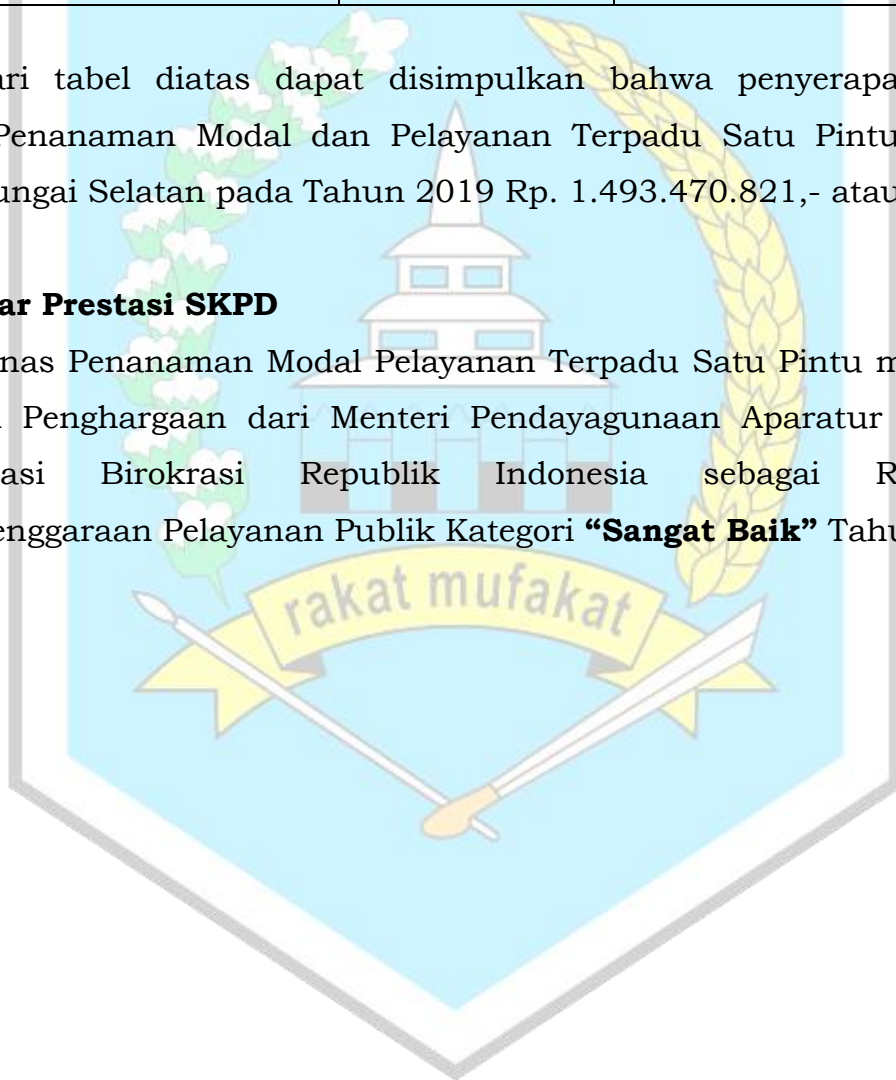 ari tabel diatas dapat disimpulkan bahwa penyerapa
Penanaman Modal dan Pelayanan Terpadu Satu Pintu
ungai Selatan pada Tahun 2019 Rp. 1.493.470.821,- atau
ar Prestasi SKPD
nas Penanaman Modal Pelayanan Terpadu Satu Pintu m
Penghargaan dari Menteri Pendayagunaan Aparatur
asi Birokrasi Republik Indonesia sebagai R
enggaraan Pelayanan Publik Kategori “Sangat Baik” Tahu
rakat mufakat